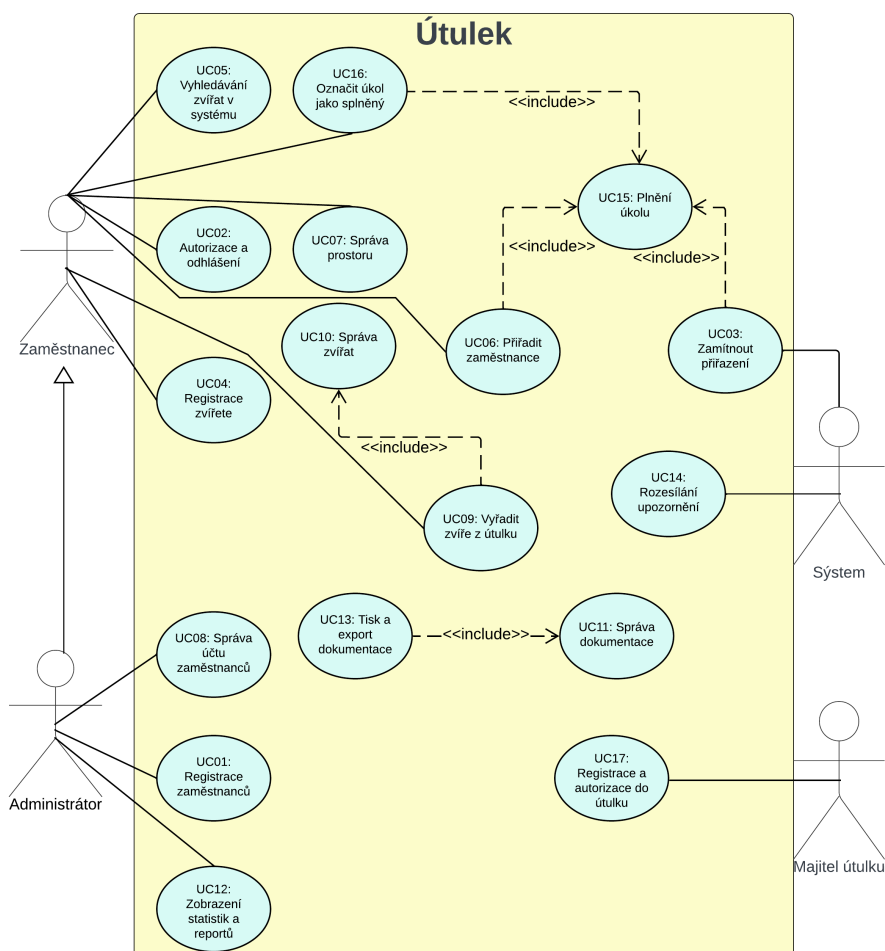 Útulek
UC05:
Vyhledávání
zvířat v
systému
UC16:
Označit úkol
jako splněný
<<include>>
UC15: Plnění
úkolu
UC02:
Autorizace a
odhlášení
UC07: Správa
prostoru
<<include>>
<<include>>
Zaměstnanec
UC10: Správa
zvířat
UC06: Přiřadit
zaměstnance
UC03:
Zamítnout
přiřazení
UC04:
Registrace
zvířete
<<include>>
UC14:
Rozesílání
upozornění
UC09: Vyřadit
zvíře z útulku
Sýstem
UC08: Správa
účtu
zaměstnanců
UC13: Tisk a
export
dokumentace
<<include>>
UC11: Správa
dokumentace
UC01:
Registrace
zaměstnanců
UC17:
Registrace a
autorizace do
útulku
Administrátor
Majitel útulku
UC12:
Zobrazení
statistik a
reportů